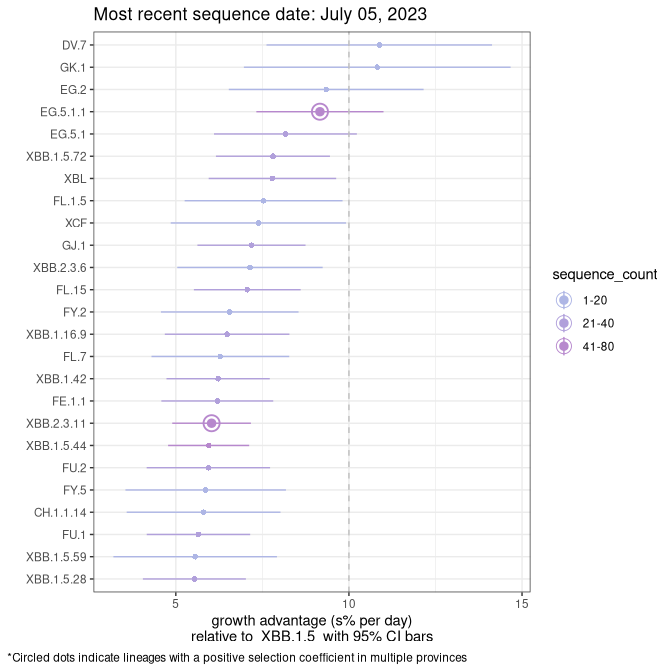 Most recent sequence date: July 05, 2023
DV.7
GK.1
EG.2
EG.5.1.1
EG.5.1
XBB.1.5.72
XBL
FL.1.5
XCF
GJ.1
XBB.2.3.6
FL.15
FY.2
XBB.1.16.9
FL.7
XBB.1.42
FE.1.1
XBB.2.3.11
XBB.1.5.44
FU.2
FY.5
CH.1.1.14
FU.1
XBB.1.5.59
XBB.1.5.28
5 10 15
growth advantage (s% per day)
relative to XBB.1.5 with 95% CI bars
sequence_count
1-20
21-40
41-80
*Circled dots indicate lineages with a positive selection coefficient in multiple provinces